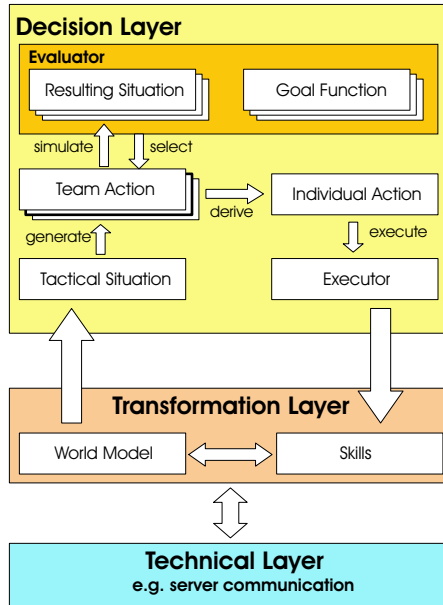 Decision Layer
Evaluator
Resulting Situation
Goal Function
simulate
select
Team Action
Individual Action
derive
generate
execute
Tactical Situation
Executor
Transformation Layer
World Model
Skills
Technical Layer
e.g. server communication